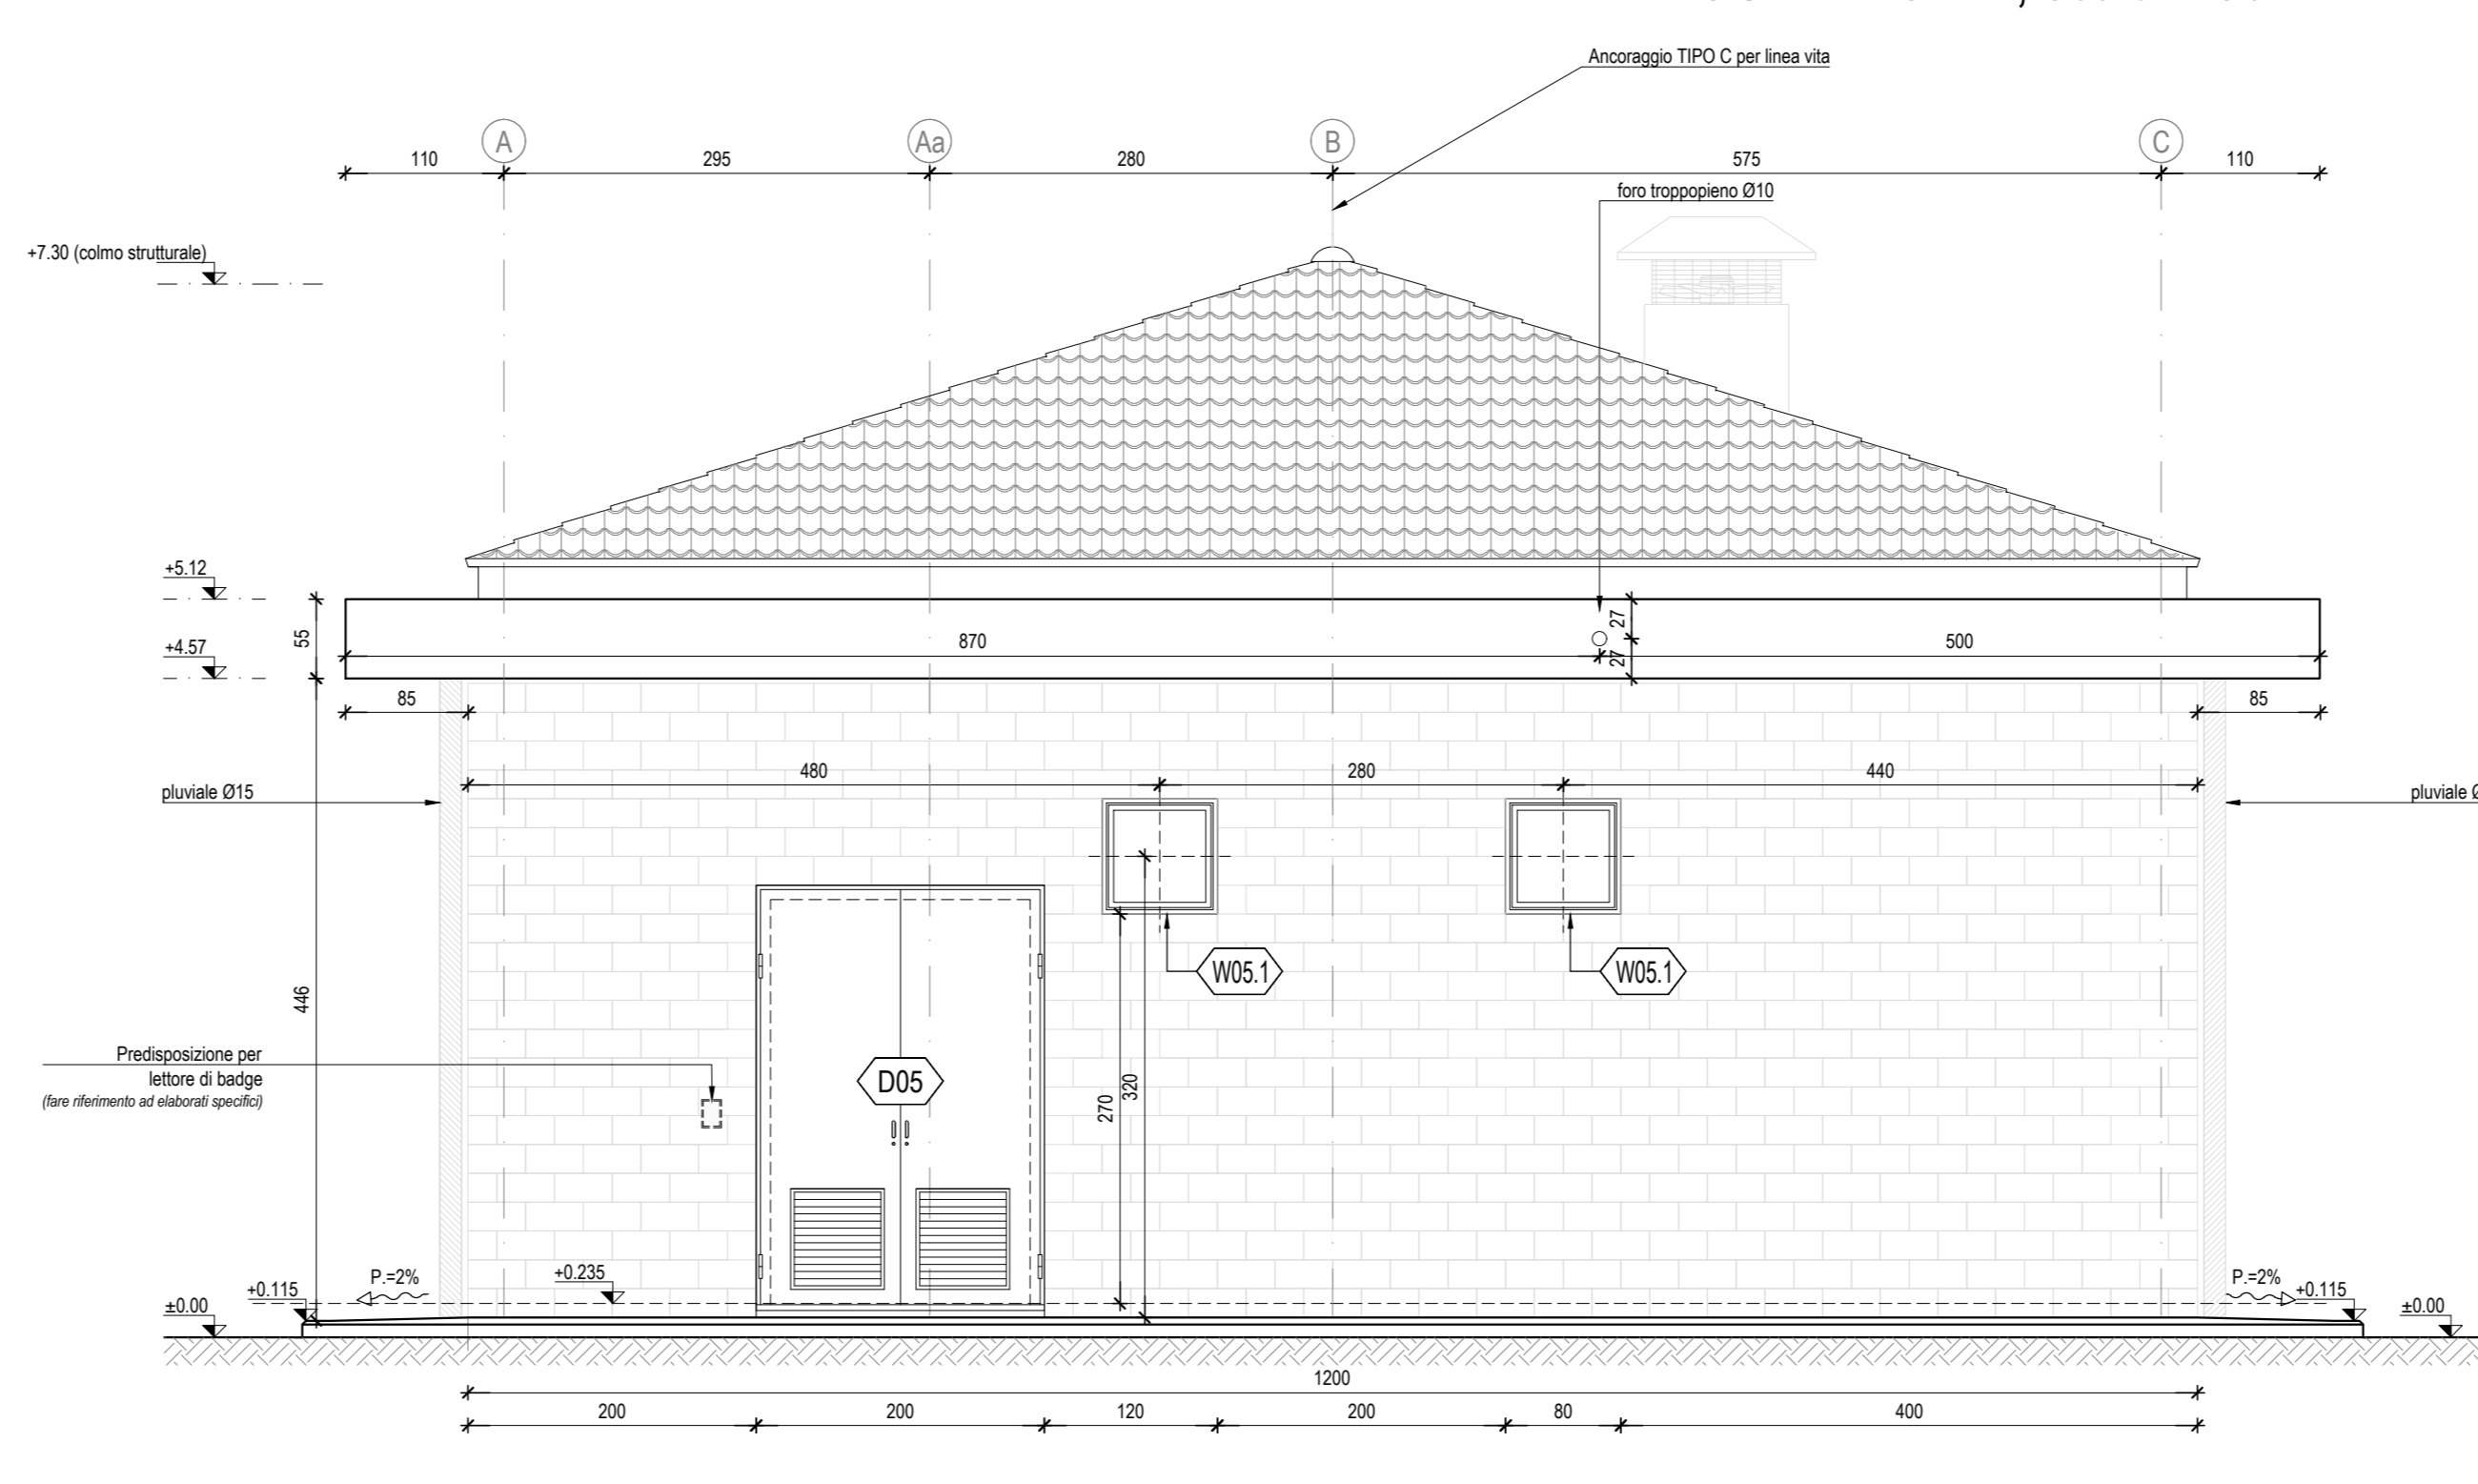 Ancoraggio TIPO C per linea vita
A
Aa
B
C
110
295
280
575
110
foro troppopieno Ø10
+7.30 (colmo strutturale)
+5.12
55
27
870
500
+4.57
27
85
85
480
280
440
pluviale Ø15
pluviale
W05.1
W05.1
446
Predisposizione per
lettore di badge
(fare riferimento ad elaborati specifici)
D05
270
320
+0.115
P.=2%
+0.235
P.=2%
+0.115
±0.00
±0.00
1200
200
200
120
200
80
400